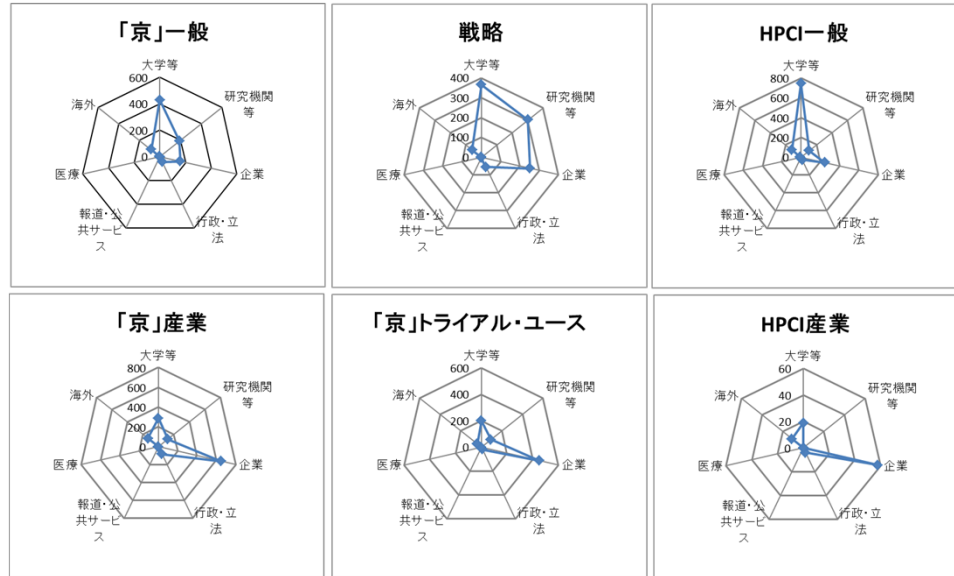 「京」一般
大学等
600
400
200
0
研究機関
等
企業
行政・立
法
報道・公
共サービ
ス
医療
海外
戦略
大学等
400
300
200
100
0
研究機関
等
企業
行政・立
法
報道・公
共サービ
ス
医療
海外
HPCI一般
大学等
800
600
400
200
0
研究機関
等
企業
行政・立
法
報道・公
共サービ
ス
医療
海外
「京」産業
大学等
800
600
400
200
0
研究機関
等
企業
行政・立
法
報道・公
共サービ
ス
医療
海外
「京」トライアル・ユース
大学等
600
400
200
0
研究機関
等
企業
行政・立
法
報道・公
共サービ
ス
医療
海外
HPCI産業
大学等
60
40
20
0
研究機関
等
企業
行政・立
法
報道・公
共サービ
ス
医療
海外